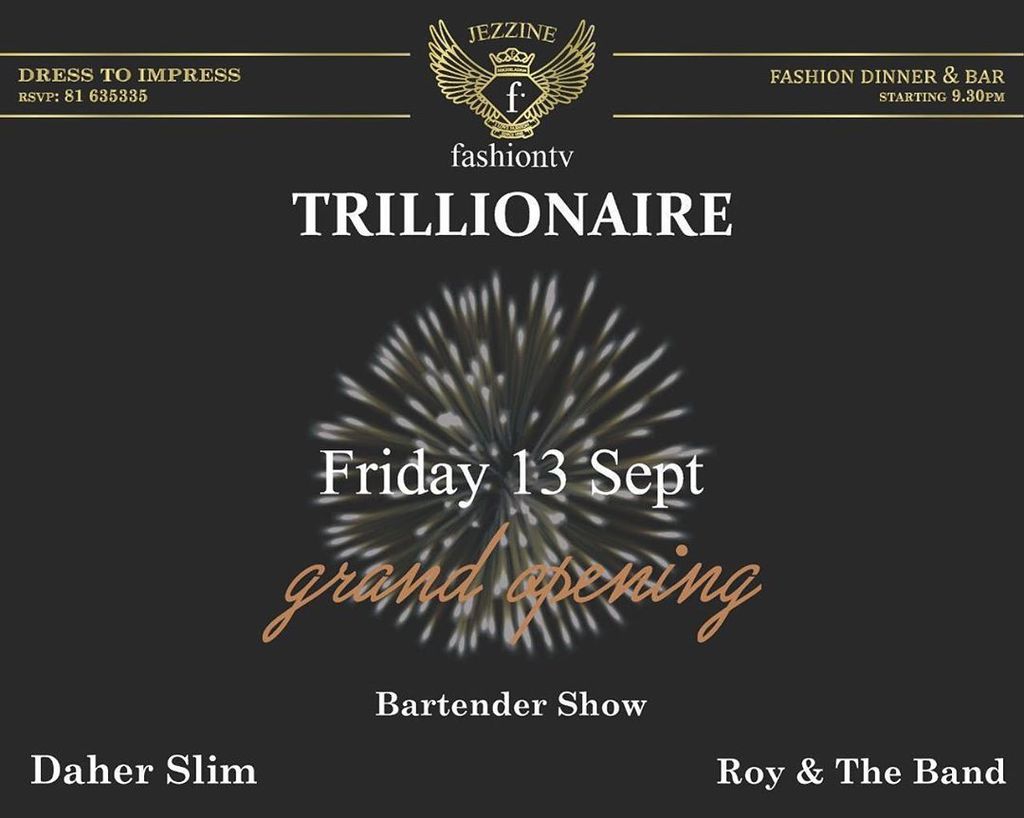 JEZZINE
DRESS TO IMPRESS
RSVP: 81 635335
FASHION DINNER & BAR
STARTING 9.30PM
f.
fashiontv
TRILLIONAIRE
Friday 13 Sept
grand opening
Bartender Show
Daher Slim
Roy & The Band